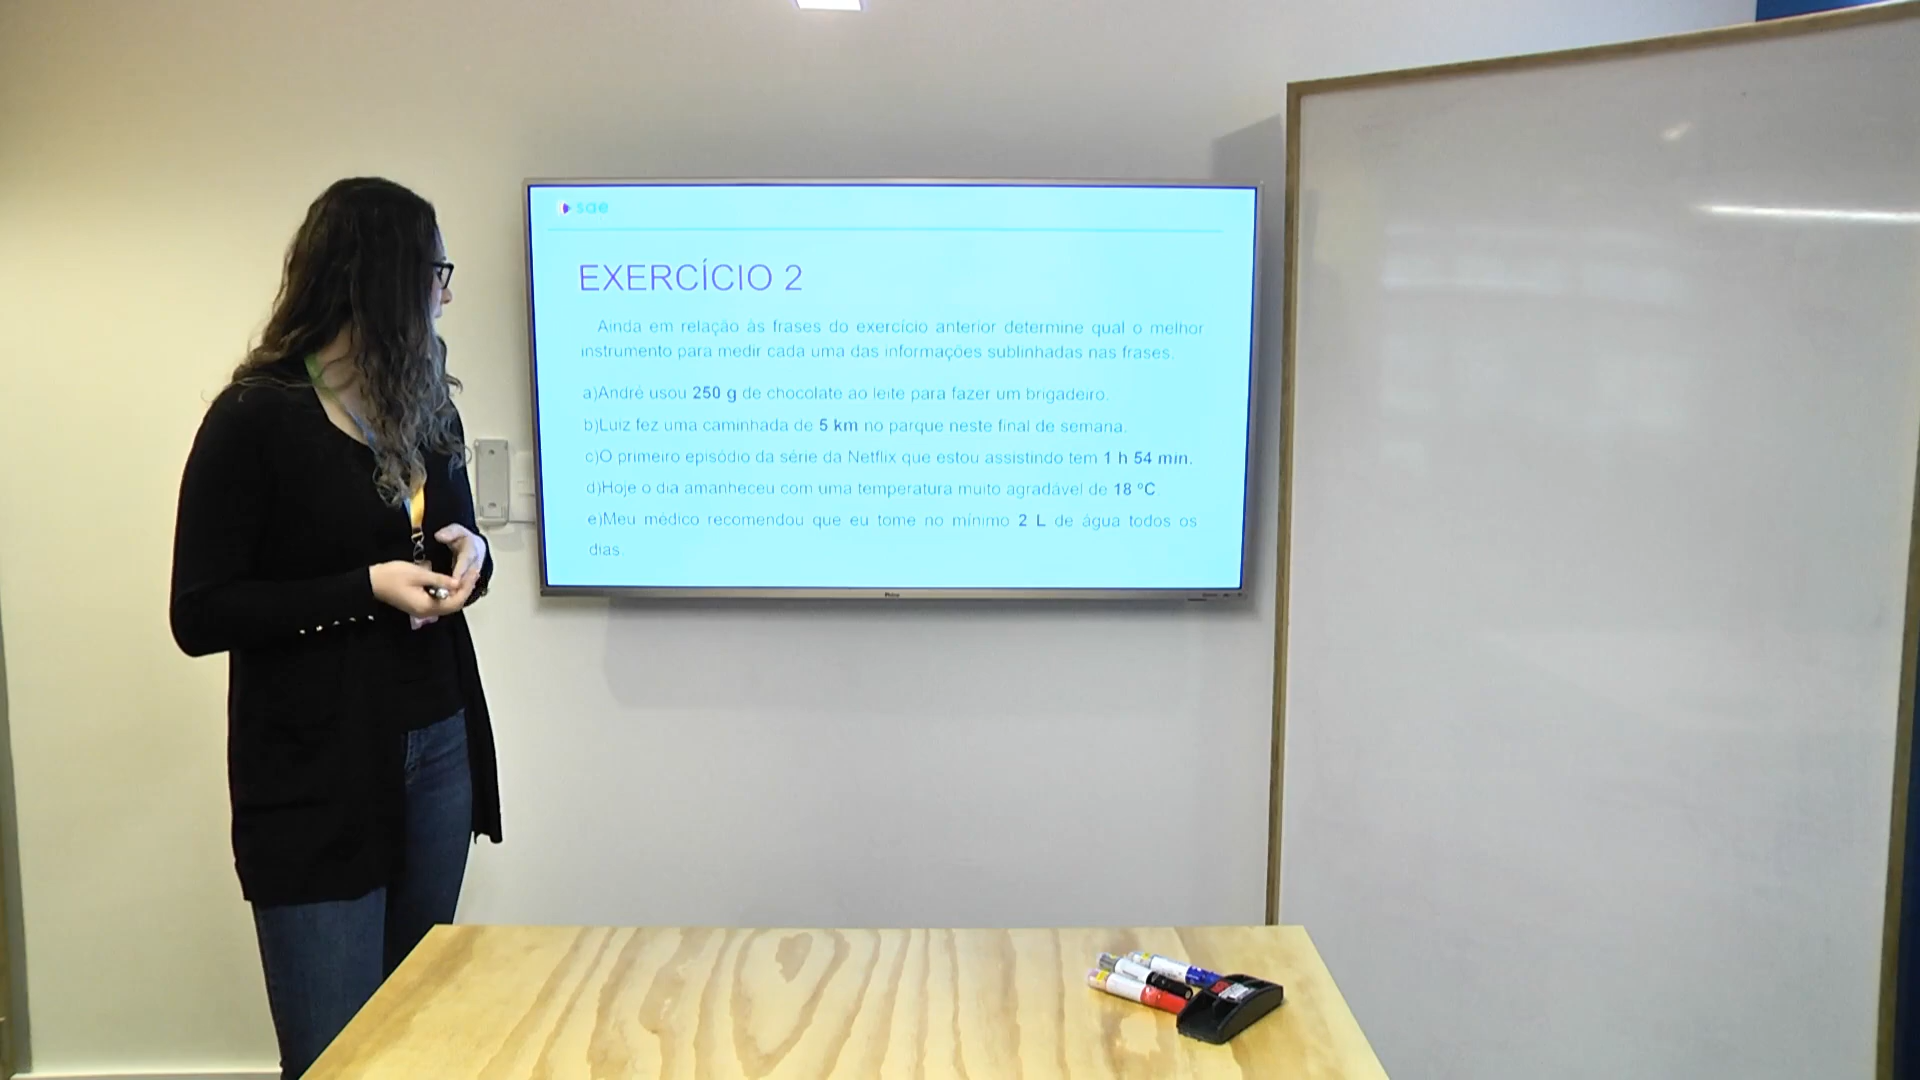 sae
EXERCÍCIO 2
Ainda em relação às frases do exercício anterior determine qual o melhor
instrumento para medir cada uma das informações sublinhadas nas frases.
a)André usou 250 g de chocolate ao leite para fazer um brigadeiro.
b)Luiz fez uma caminhada de 5 km no parque neste final de semana.
c)O primeiro episódio da série da Netflix que estou assistindo tem 1 h 54 min.
d)Hoje o dia amanheceu com uma temperatura muito agradável de 18 ºC.
e)Meu médico recomendou que eu tome no mínimo 2 L de água todos os
dias.
Philco